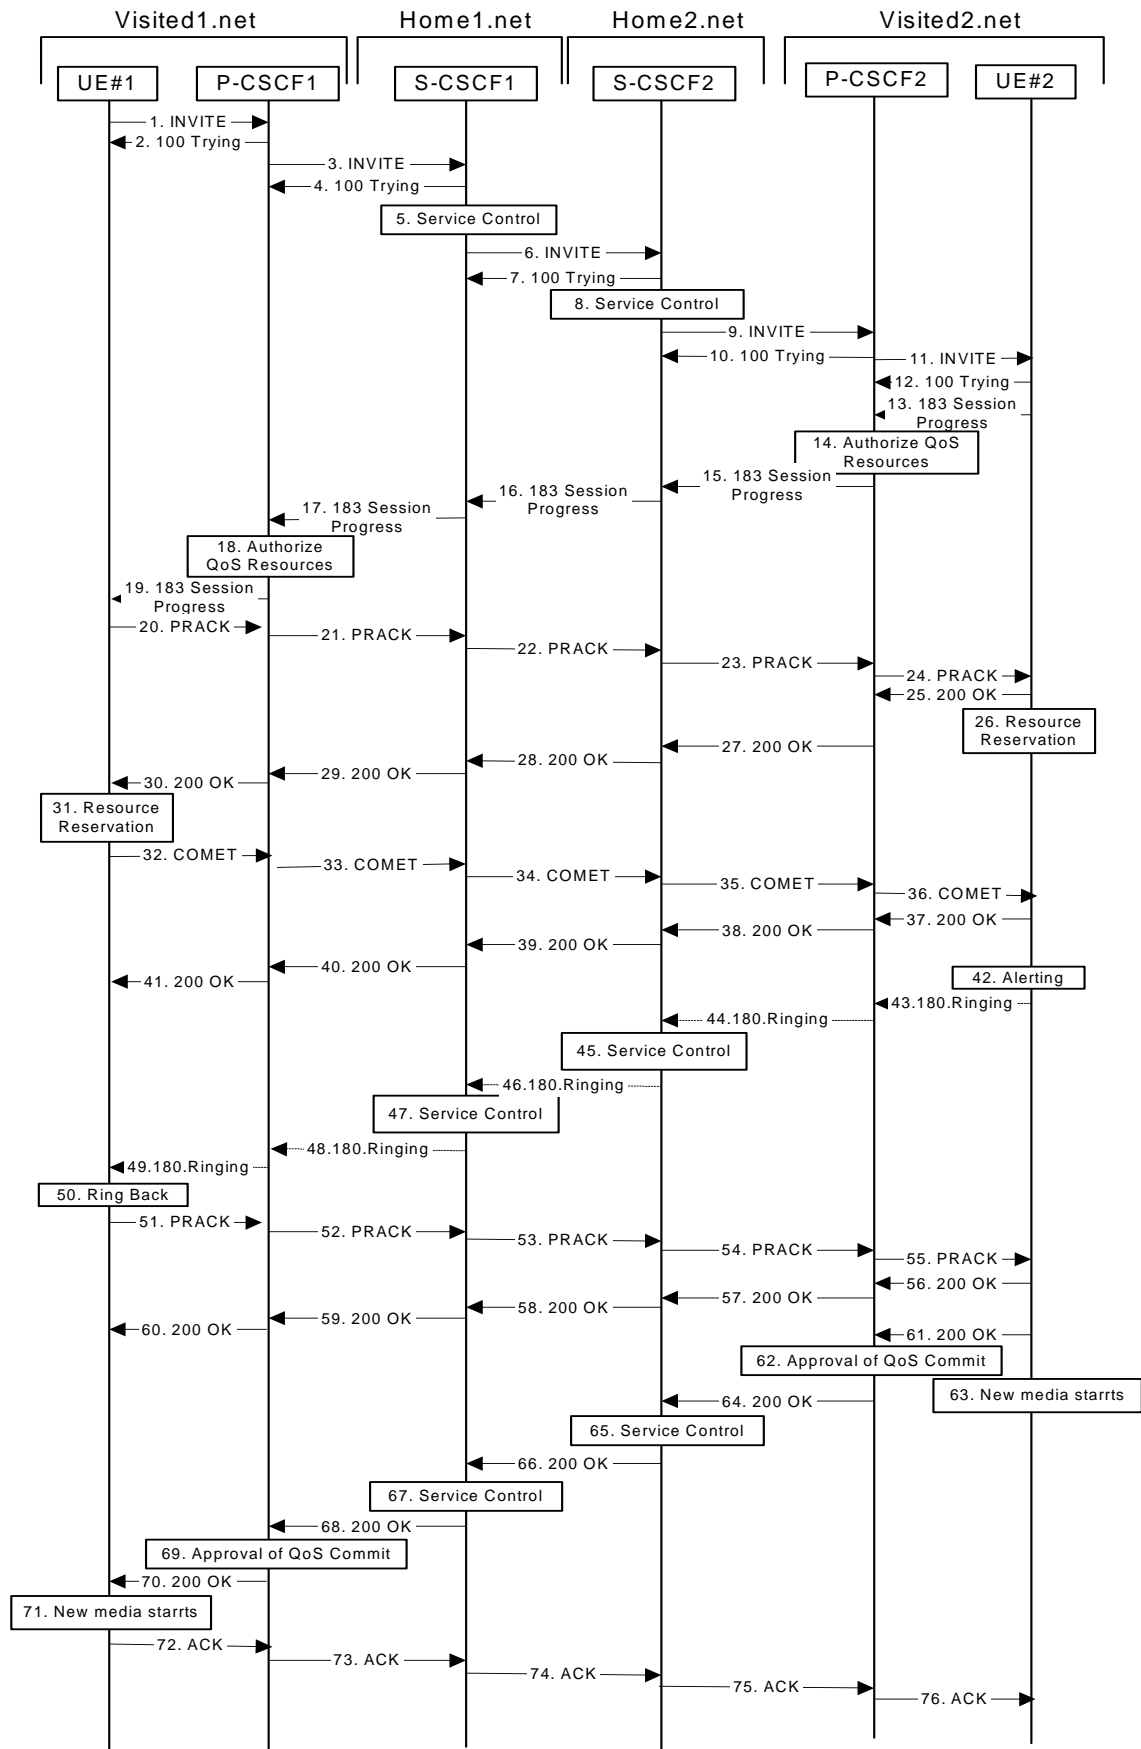 Visited1.net Home1.net Home2.net Visited2.net
UE#1 P-CSCF1 S-CSCF1 S-CSCF2 P-CSCF2 UE#2
1. INVITE
2. 100 Trying
3. INVITE
4. 100 Trying
5. Service Control
6. INVITE
7. 100 Trying
8. Service Control
9. INVITE
10. 100 Trying
11. INVITE
12. 100 Trying
13. 183 Session
Progress
14. Authorize QoS
Resources
15. 183 Session
Progress
16. 183 Session
Progress
17. 183 Session
Progress
18. Authorize
QoS Resources
19. 183 Session
Progress
20. PRACK
21. PRACK
22. PRACK
23. PRACK
24. PRACK
25. 200 OK
26. Resource
Reservation
27. 200 OK
28. 200 OK
29. 200 OK
30. 200 OK
31. Resource
Reservation
32. COMET
33. COMET
34. COMET
35. COMET
36. COMET
37. 200 OK
38. 200 OK
39. 200 OK
40. 200 OK
41. 200 OK
42. Alerting
43.180.Ringing
44.180.Ringing
45. Service Control
46.180.Ringing
47. Service Control
48.180.Ringing
49.180.Ringing
50. Ring Back
51. PRACK
52. PRACK
53. PRACK
54. PRACK
55. PRACK
56. 200 OK
57. 200 OK
58. 200 OK
59. 200 OK
60. 200 OK
61. 200 OK
62. Approval of QoS Commit
63. New media starrts
64. 200 OK
65. Service Control
66. 200 OK
67. Service Control
68. 200 OK
69. Approval of QoS Commit
70. 200 OK
71. New media starrts
72. ACK
73. ACK
74. ACK
75. ACK
76. ACK